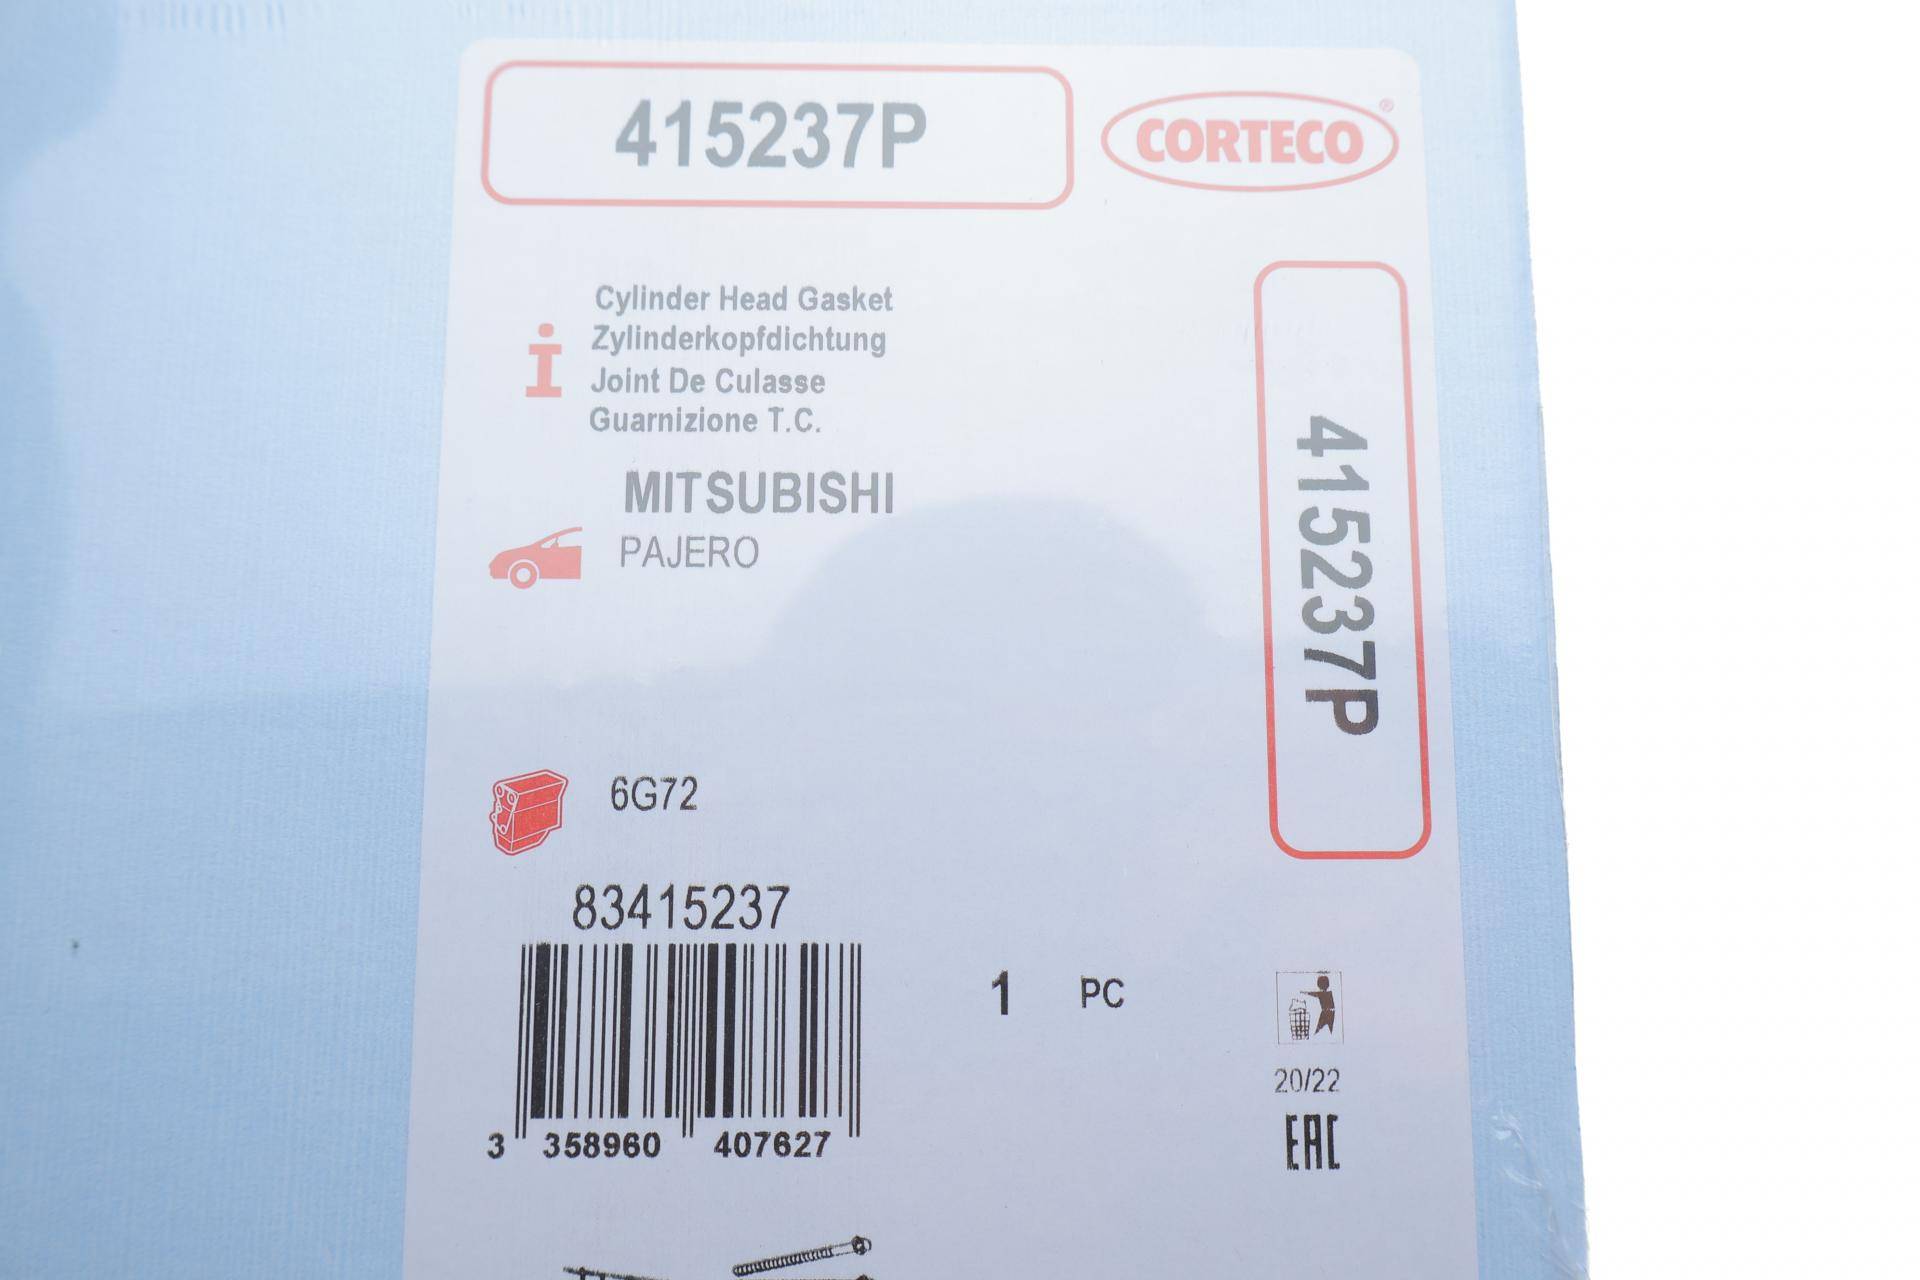 415237P
CORTECO®
Cylinder Head Gasket
Zylinderkopfdichtung
Joint De Culasse
Guarnizione T.C.
MITSUBISHI
PAJERO
415237P
6G72
83415237
1 PC
20/22
EAC
3 358960 407627